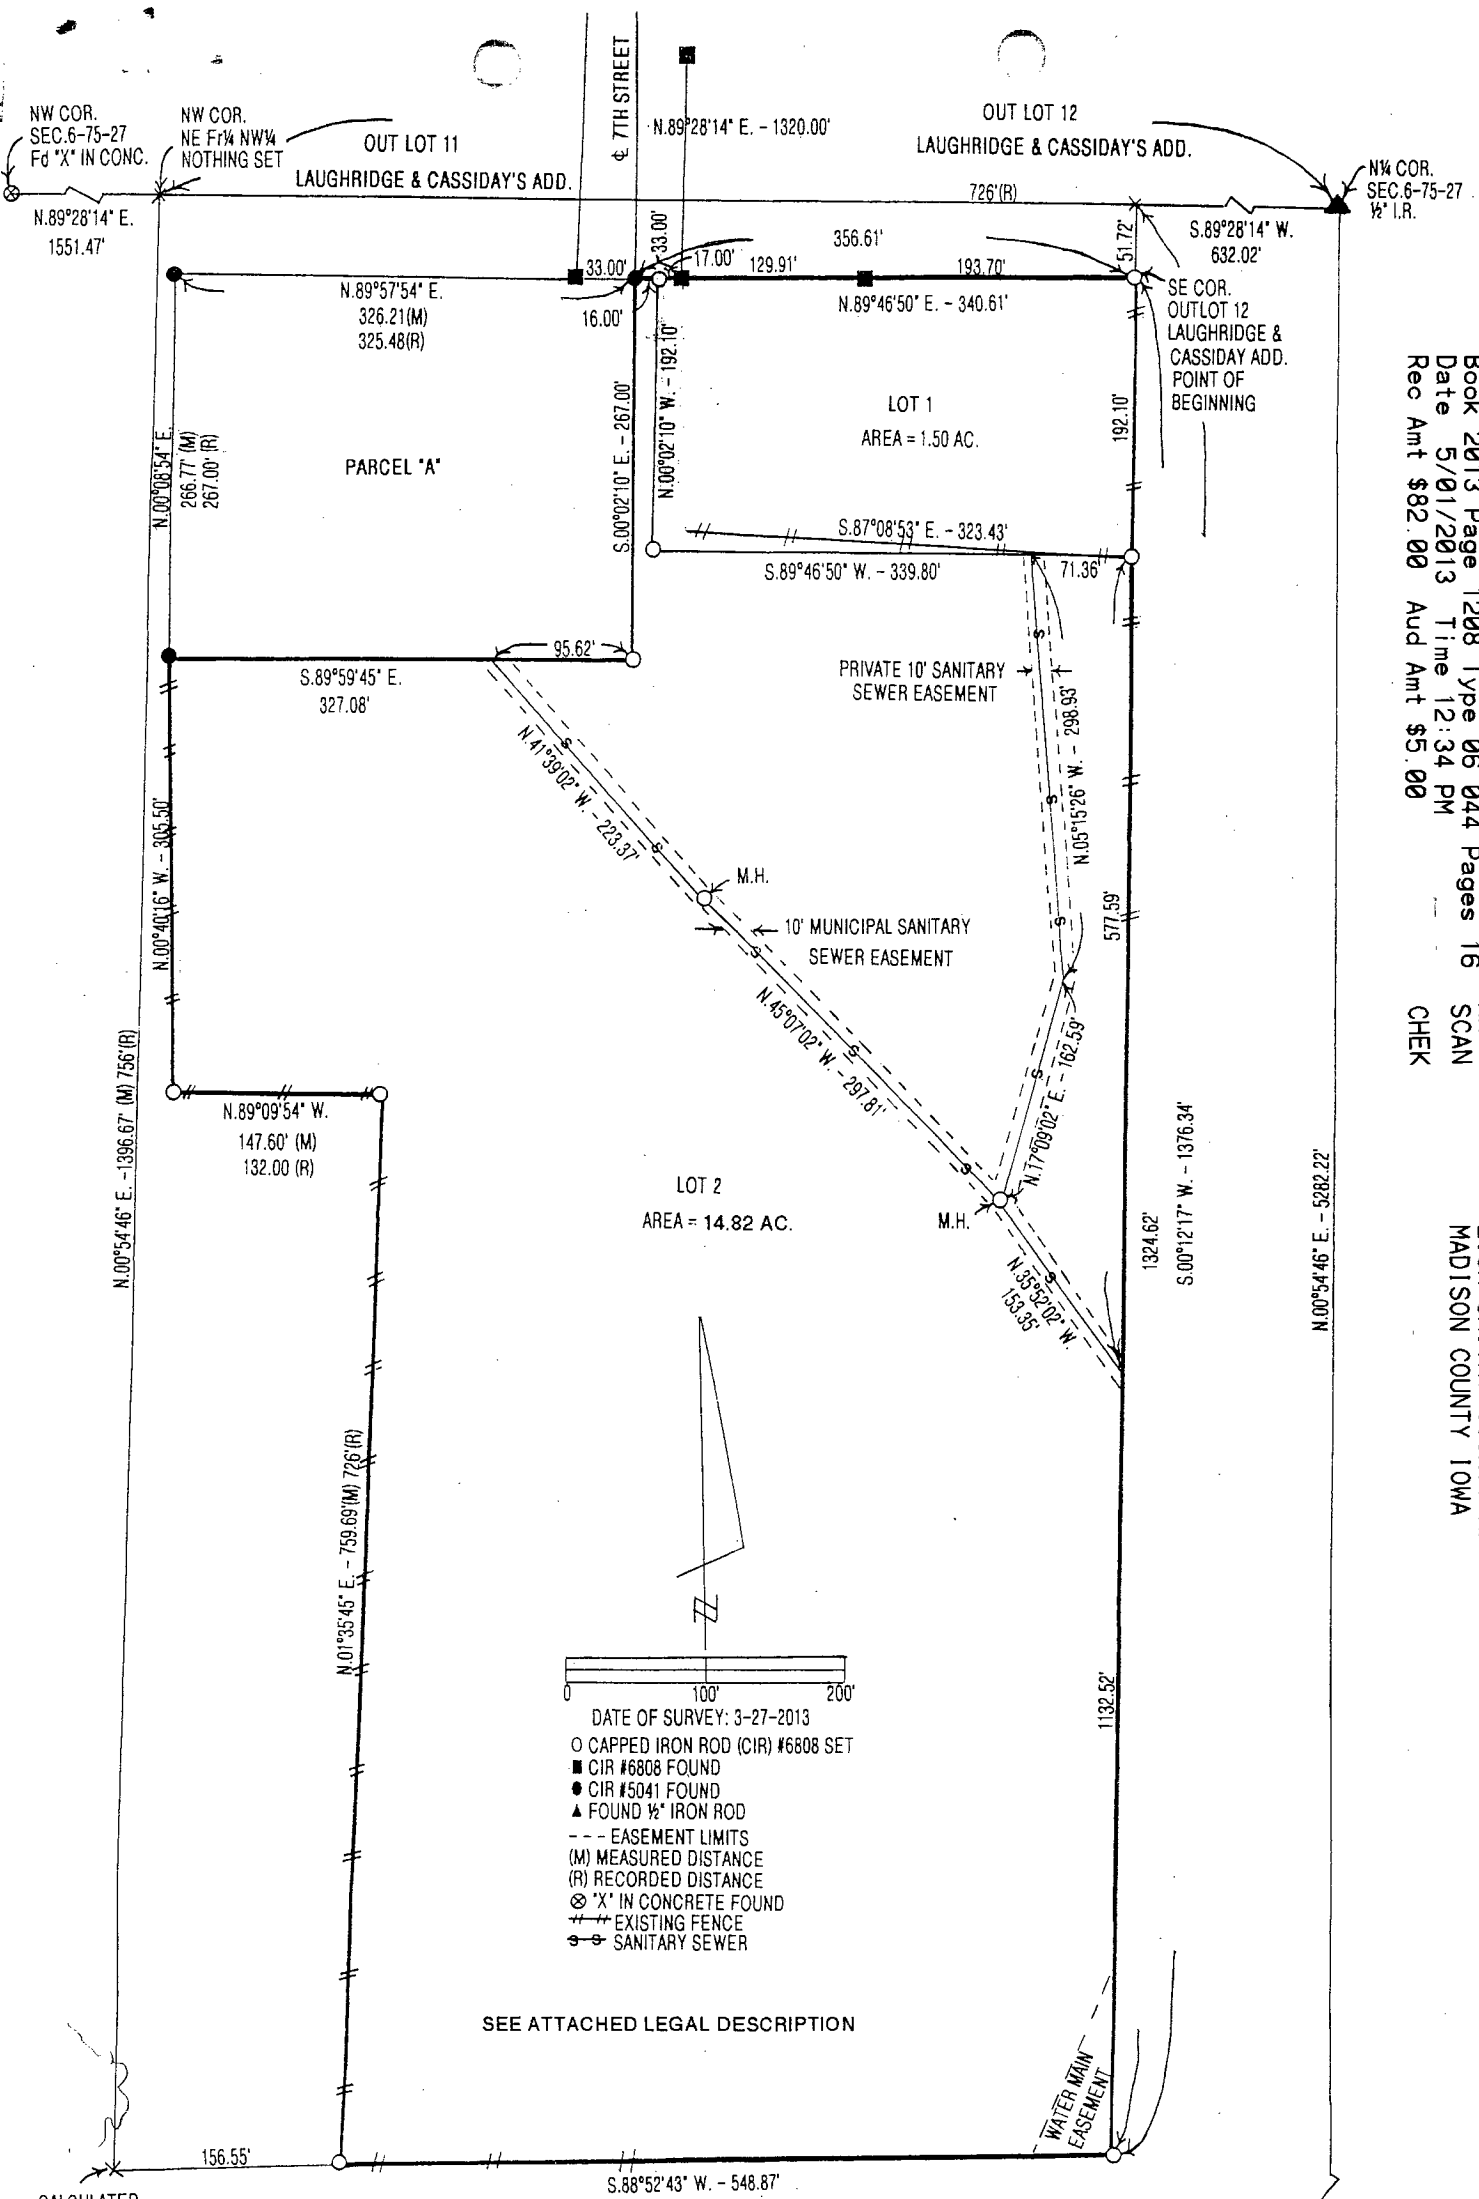 NW COR.
SEC.6-75-27
Fd "X" IN CONC.
NW COR.
NE Fr¼ NW¼
NOTHING SET
OUT LOT 11
LAUGHRIDGE & CASSIDAY'S ADD.
℄ 7TH STREET
N.89°28'14" E. - 1320.00'
OUT LOT 12
LAUGHRIDGE & CASSIDAY'S ADD.
N¼ COR.
SEC.6-75-27
½" I.R.
N.89°28'14" E.
1551.47'
726'(R)
S.89°28'14" W.
632.02'
33.00'
33.00'
17.00'
356.61'
129.91'
193.70'
51.72'
N.89°57'54" E.
326.21(M)
325.48(R)
16.00'
N.89°46'50" E. - 340.61'
SE COR.
OUTLOT 12
LAUGHRIDGE &
CASSIDAY ADD.
POINT OF
BEGINNING
N.00°08'54" E.
266.77' (M)
267.00' (R)
PARCEL "A"
S.00°02'10" E. - 267.00'
N.00°02'10" W. - 192.10'
LOT 1
AREA = 1.50 AC.
192.10'
S.87°08'53" E. - 323.43'
S.89°46'50" W. - 339.80'
71.36'
95.62'
S.89°59'45" E.
327.08'
PRIVATE 10' SANITARY
SEWER EASEMENT
N.41°39'02" W. - 223.37'
N.05°15'26" W. - 298.93'
M.H.
10' MUNICIPAL SANITARY
SEWER EASEMENT
577.59'
N.00°40'16" W. - 305.50'
N.45°07'02" W. - 297.81'
N.17°09'02" E. - 162.59'
N.89°09'54" W.
147.60' (M)
132.00 (R)
N.00°54'46" E. -1396.67' (M) 756'(R)
LOT 2
AREA = 14.82 AC.
M.H.
N.35°52'02" W.
153.35'
1324.62'
S.00°12'17" W. - 1376.34'
N.00°54'46" E. - 5282.22'
N.01°35'45" E. - 759.69'(M) 726'(R)
1132.52'
0 100' 200'
DATE OF SURVEY: 3-27-2013
CAPPED IRON ROD (CIR) #6808 SET
CIR #6808 FOUND
CIR #5041 FOUND
FOUND ½" IRON ROD
EASEMENT LIMITS
(M) MEASURED DISTANCE
(R) RECORDED DISTANCE
"X" IN CONCRETE FOUND
EXISTING FENCE
S S SANITARY SEWER
SEE ATTACHED LEGAL DESCRIPTION
WATER MAIN
EASEMENT
156.55'
S.88°52'43" W. - 548.87'
CALCULATED
Book 2013 Page 1208 Type 06 044 Pages 16
Date 5/01/2013 Time 12:34 PM
Rec Amt $82.00 Aud Amt $5.00
SCAN
CHEK
MADISON COUNTY IOWA